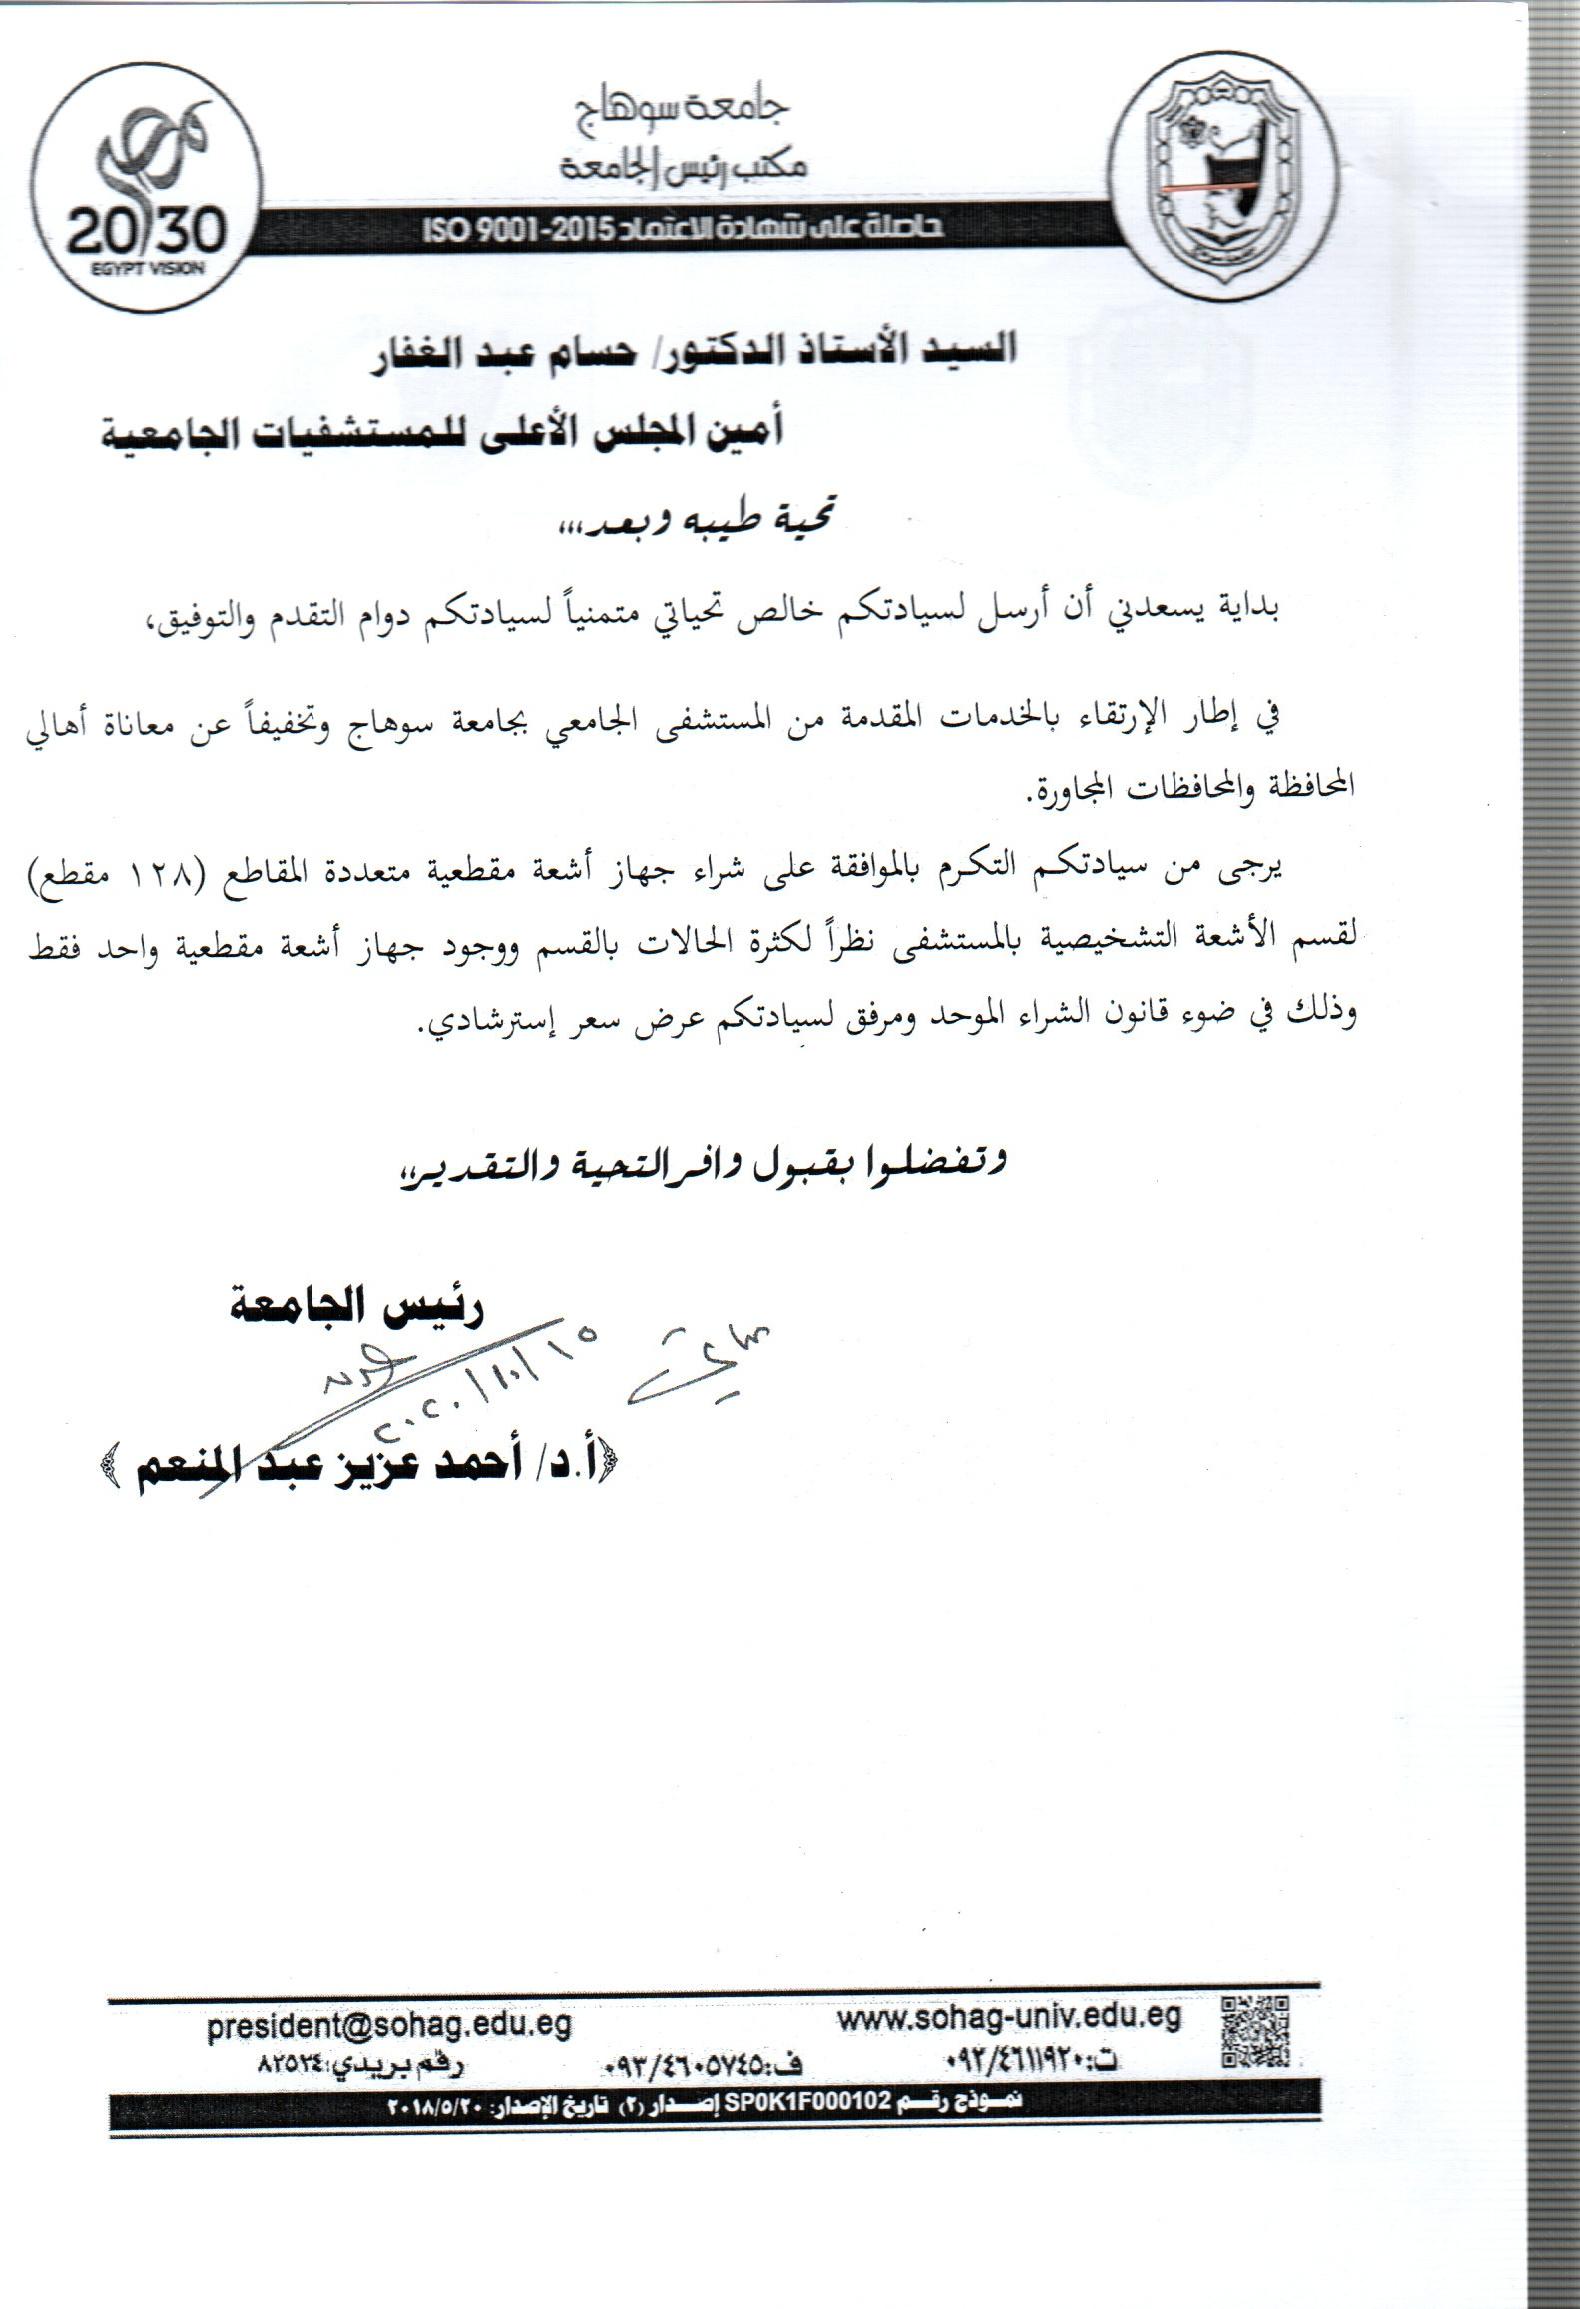 جامعة سوهاج
مكتب رئيس الجامعة
حاصلة على شهادة الاعتماد ISO 9001-2015
مصر
2030
EGYPT VISION
السيد الأستاذ الدكتور/ حسام عبد الغفار
أمين المجلس الأعلى للمستشفيات الجامعية
تحية طيبه وبعد،،،
بداية يسعدني أن أرسل لسيادتكم خالص تحياتي متمنياً لسيادتكم دوام التقدم والتوفيق،
في إطار الإرتقاء بالخدمات المقدمة من المستشفى الجامعي بجامعة سوهاج وتخفيفاً عن معاناة أهالي
المحافظة والمحافظات المجاورة.
يرجى من سيادتكم التكرم بالموافقة على شراء جهاز أشعة مقطعية متعددة المقاطع (١٢٨ مقطع)
لقسم الأشعة التشخيصية بالمستشفى نظراً لكثرة الحالات بالقسم ووجود جهاز أشعة مقطعية واحد فقط
وذلك في ضوء قانون الشراء الموحد ومرفق لسيادتكم عرض سعر إسترشادي.
وتفضلوا بقبول وافر التحية والتقدير،،
رئيس الجامعة
٢٠٢٠/١٠/١٥
﴿أ.د/ أحمد عزيز عبد المنعم ﴾
www.sohag-univ.edu.eg president@sohag.edu.eg
ت:٠٩٣/٤٦١١٩٢٠ ف:٠٩٣/٤٦٠٥٧٤٥ رقم بريدي:٨٢٥٢٤
نموذج رقم SP0K1F000102 إصدار (٢) تاريخ الإصدار: ٢٠١٨/٥/٢٠